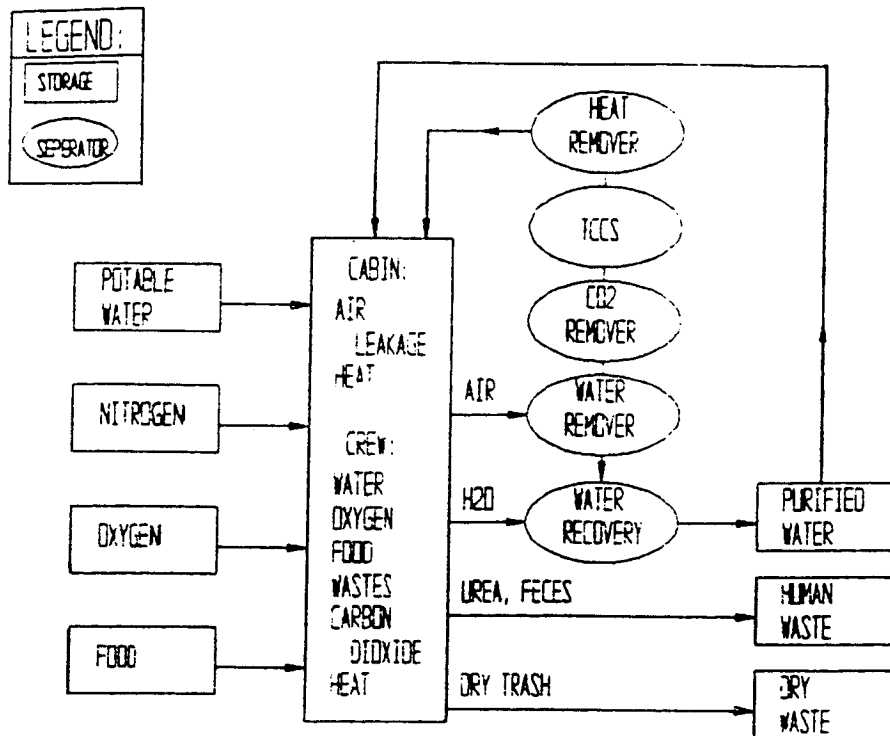 LEGEND:
STORAGE
SEPERATOR
HEAT
REMOVER
TCCS
CO2
REMOVER
WATER
REMOVER
WATER
RECOVERY
POTABLE
WATER
NITROGEN
OXYGEN
FOOD
CABIN:
AIR
LEAKAGE
HEAT
CREW:
WATER
OXYGEN
FOOD
WASTES
CARBON
DIOXIDE
HEAT
AIR
H2O
UREA, FECES
DRY TRASH
PURIFIED
WATER
HUMAN
WASTE
DRY
WASTE